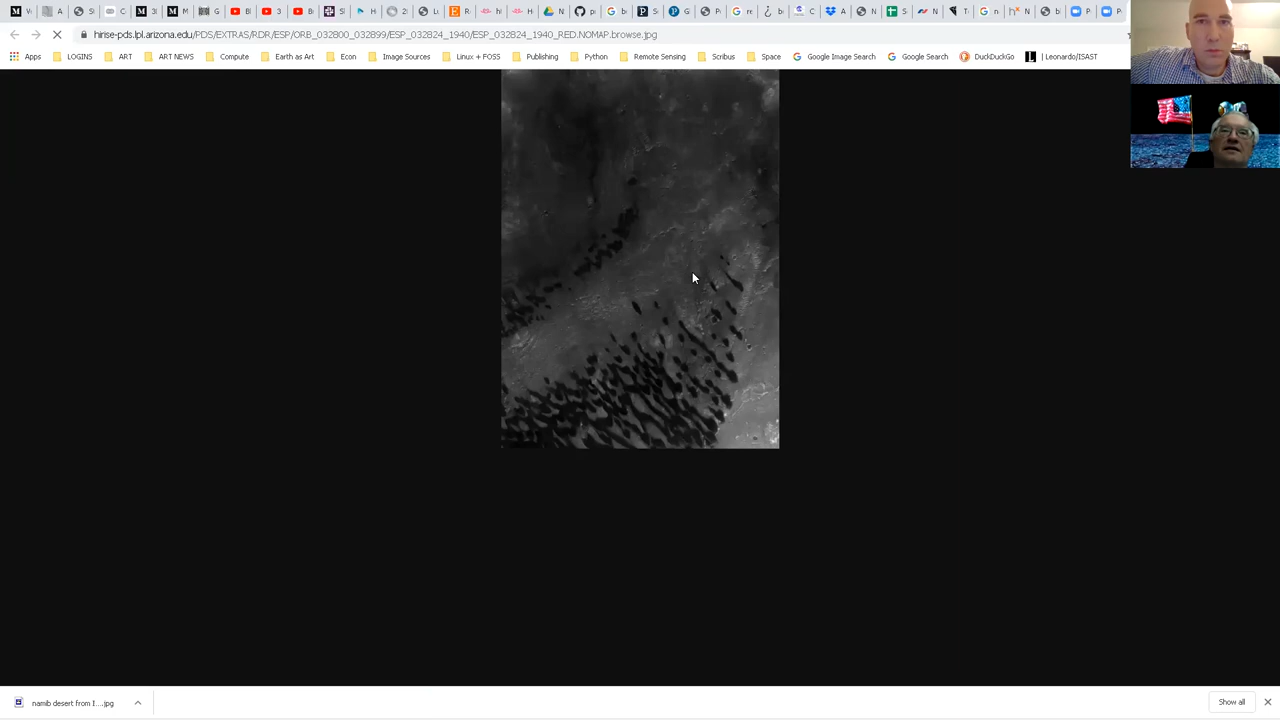 hirise-pds.lpl.arizona.edu/PDS/EXTRAS/RDR/ESP/ORB_032800_032899/ESP_032824_1940/ESP_032824_1940_RED.NOMAP.browse.jpg
Apps LOGINS ART ART NEWS Compute Earth as Art Econ Image Sources Linux + FOSS Publishing Python Remote Sensing Scribus Space Google Image Search Google Search DuckDuckGo | Leonardo/ISAST
namib desert from I....jpg Show all